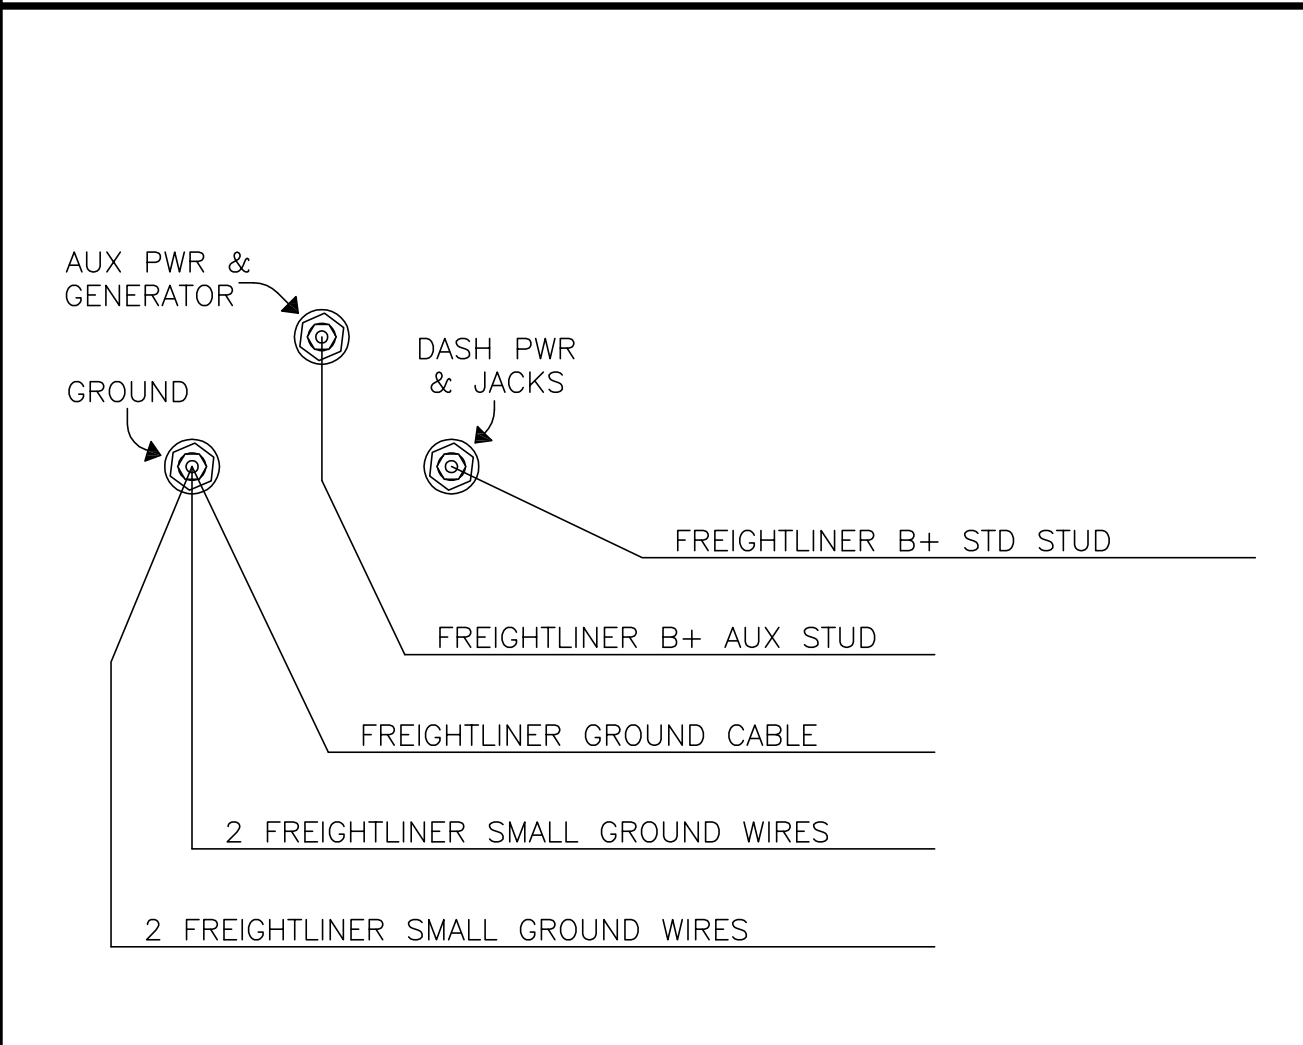 AUX PWR &
GENERATOR
DASH PWR
& JACKS
GROUND
FREIGHTLINER B+ STD STUD
FREIGHTLINER B+ AUX STUD
FREIGHTLINER GROUND CABLE
2 FREIGHTLINER SMALL GROUND WIRES
2 FREIGHTLINER SMALL GROUND WIRES